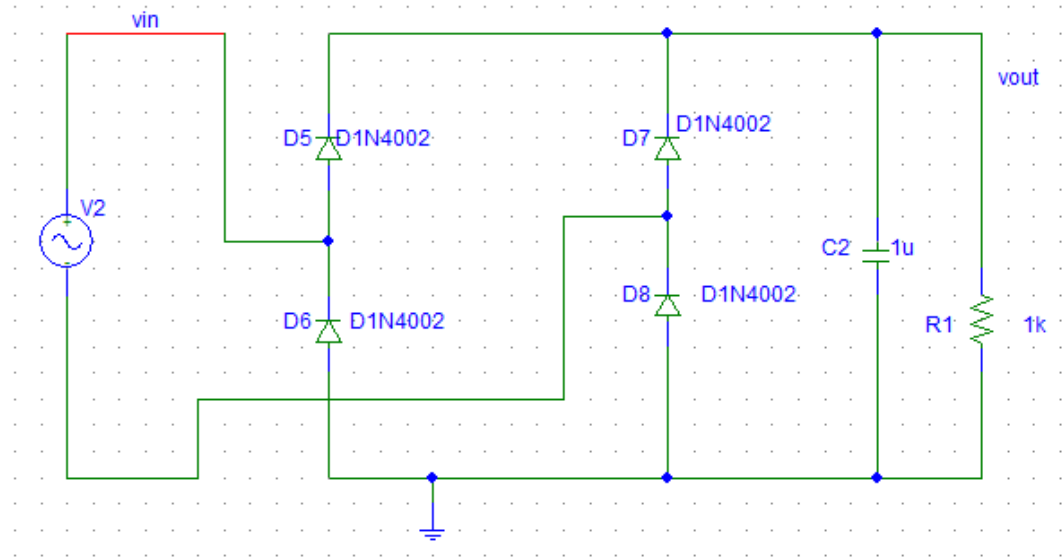 vin
vout
D5 D1N4002
D7 D1N4002
V2
C2 1u
D6 D1N4002
D8 D1N4002
R1 1k